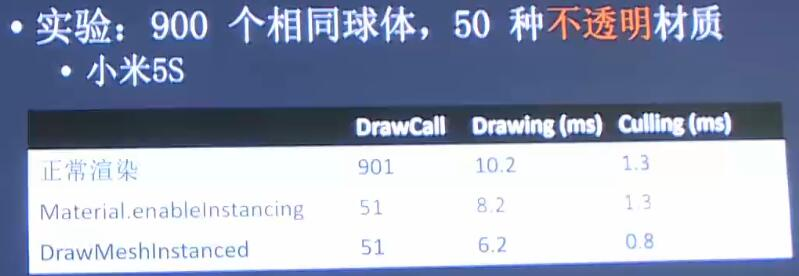 • 实验：900 个相同球体，50 种不透明材质
• 小米5S
DrawCall Drawing (ms) Culling (ms)
正常渲染 901 10.2 1.3
Material.enableInstancing 51 8.2 1.3
DrawMeshInstanced 51 6.2 0.8